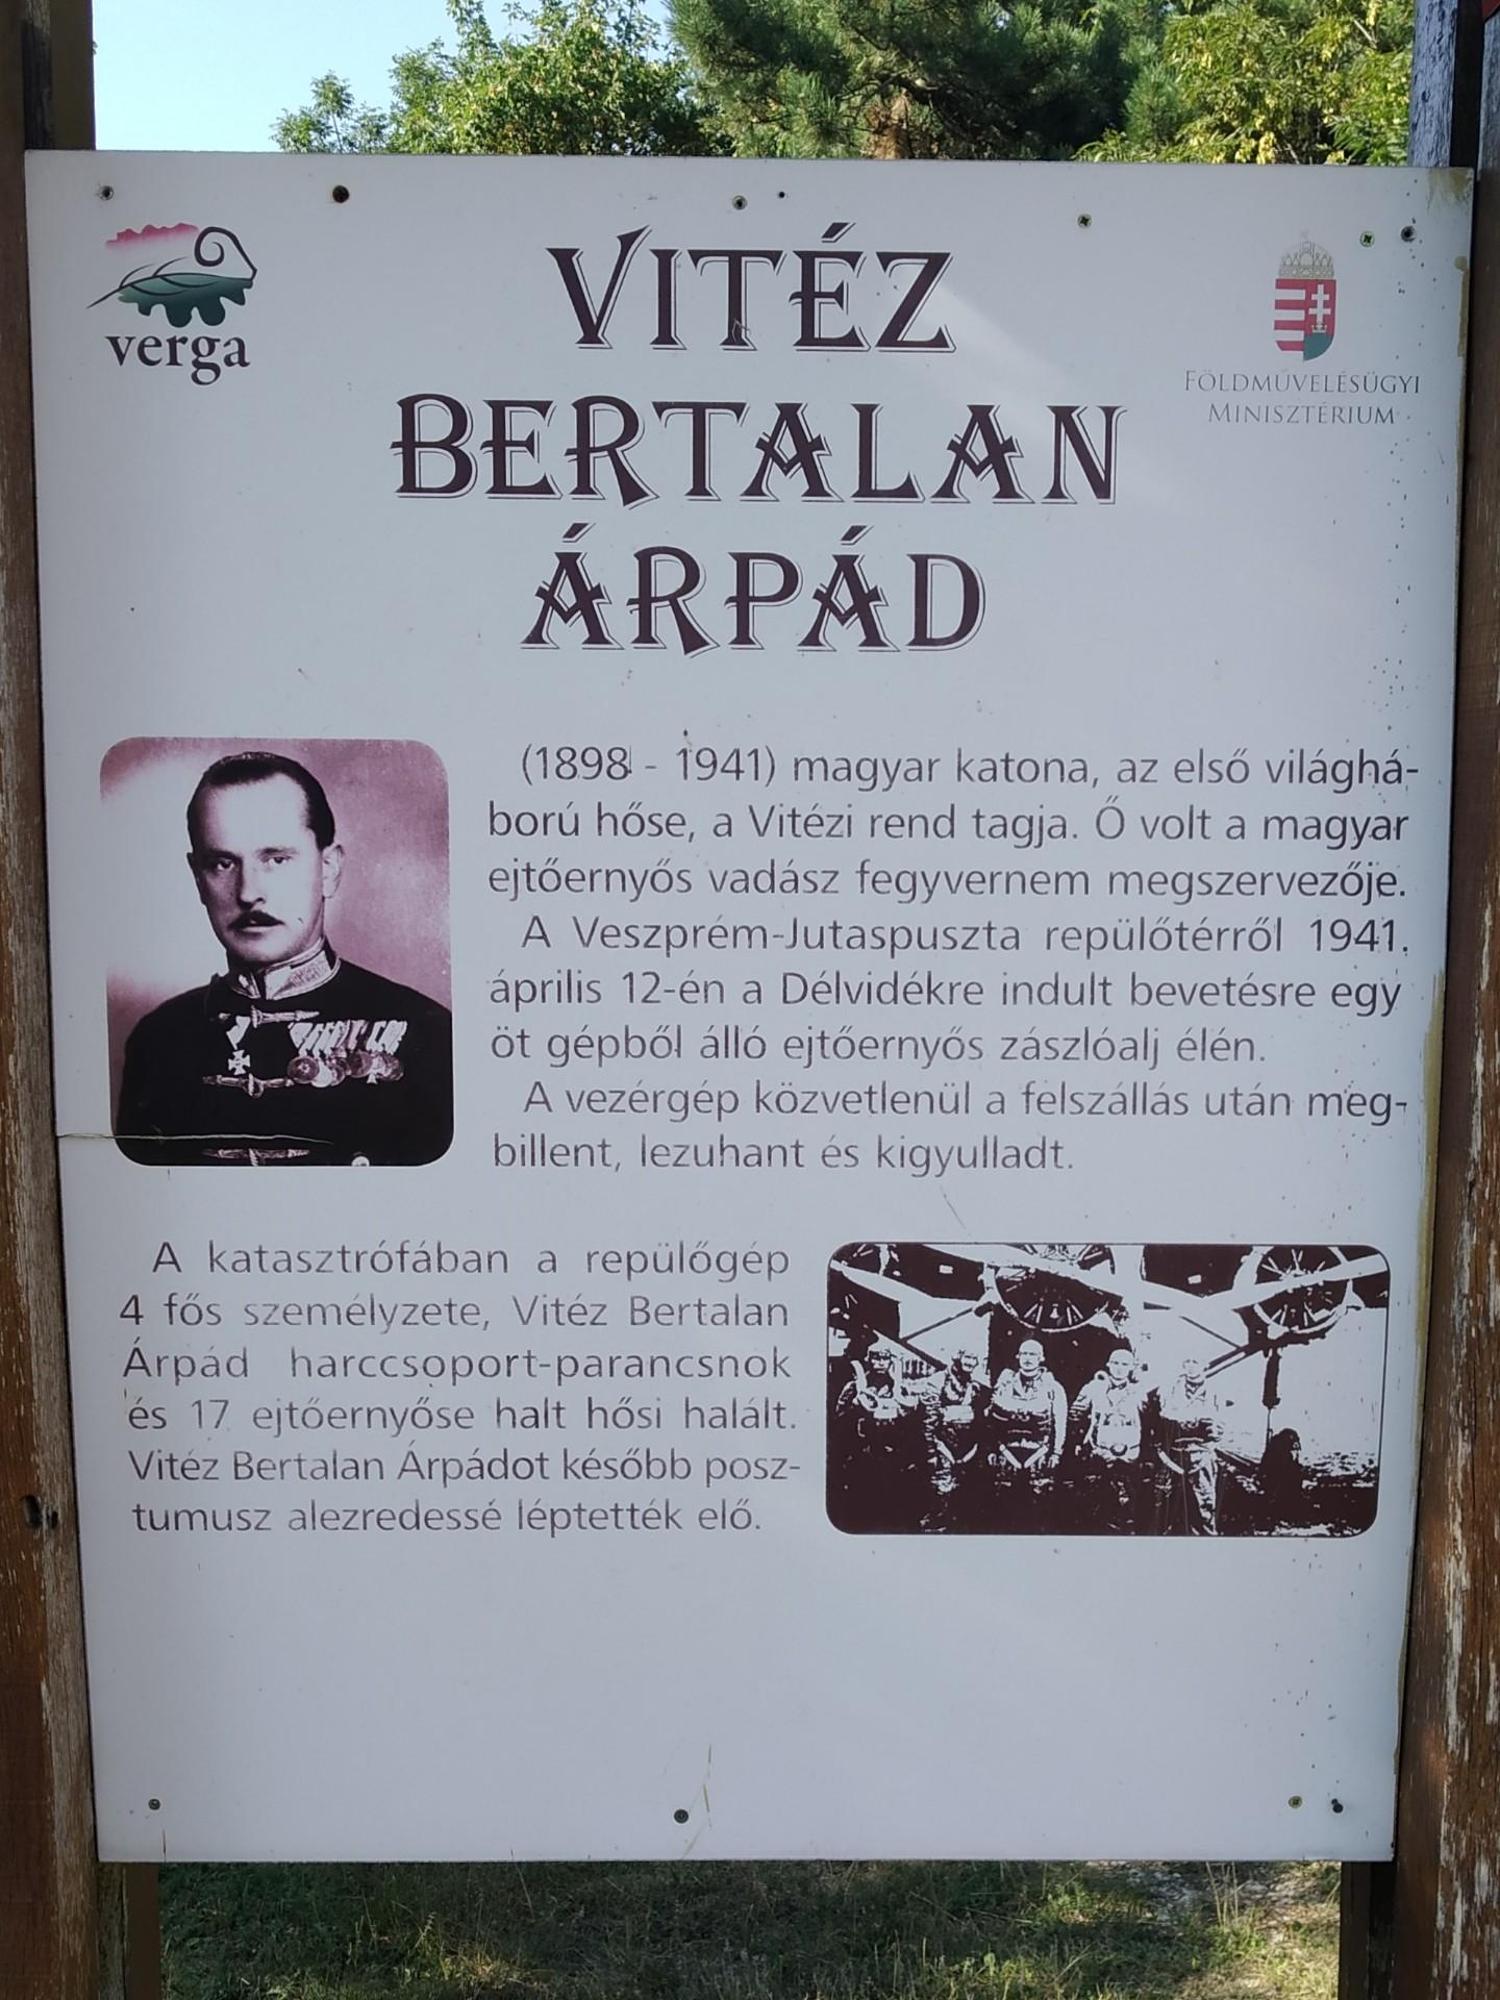 verga
VITÉZ
BERTALAN
ÁRPÁD
FÖLDMŰVELÉSÜGYI
MINISZTÉRIUM
(1898 - 1941) magyar katona, az első világhá-
ború hőse, a Vitézi rend tagja. Ő volt a magyar
ejtőernyős vadász fegyvernem megszervezője.
A Veszprém-Jutaspuszta repülőtérről 1941.
április 12-én a Délvidékre indult bevetésre egy
öt gépből álló ejtőernyős zászlóalj élén.
A vezérgép közvetlenül a felszállás után meg-
billent, lezuhant és kigyulladt.
A katasztrófában a repülőgép
4 fős személyzete, Vitéz Bertalan
Árpád harccsoport-parancsnok
és 17 ejtőernyőse halt hősi halált.
Vitéz Bertalan Árpádot később posz-
tumusz alezredessé léptették elő.